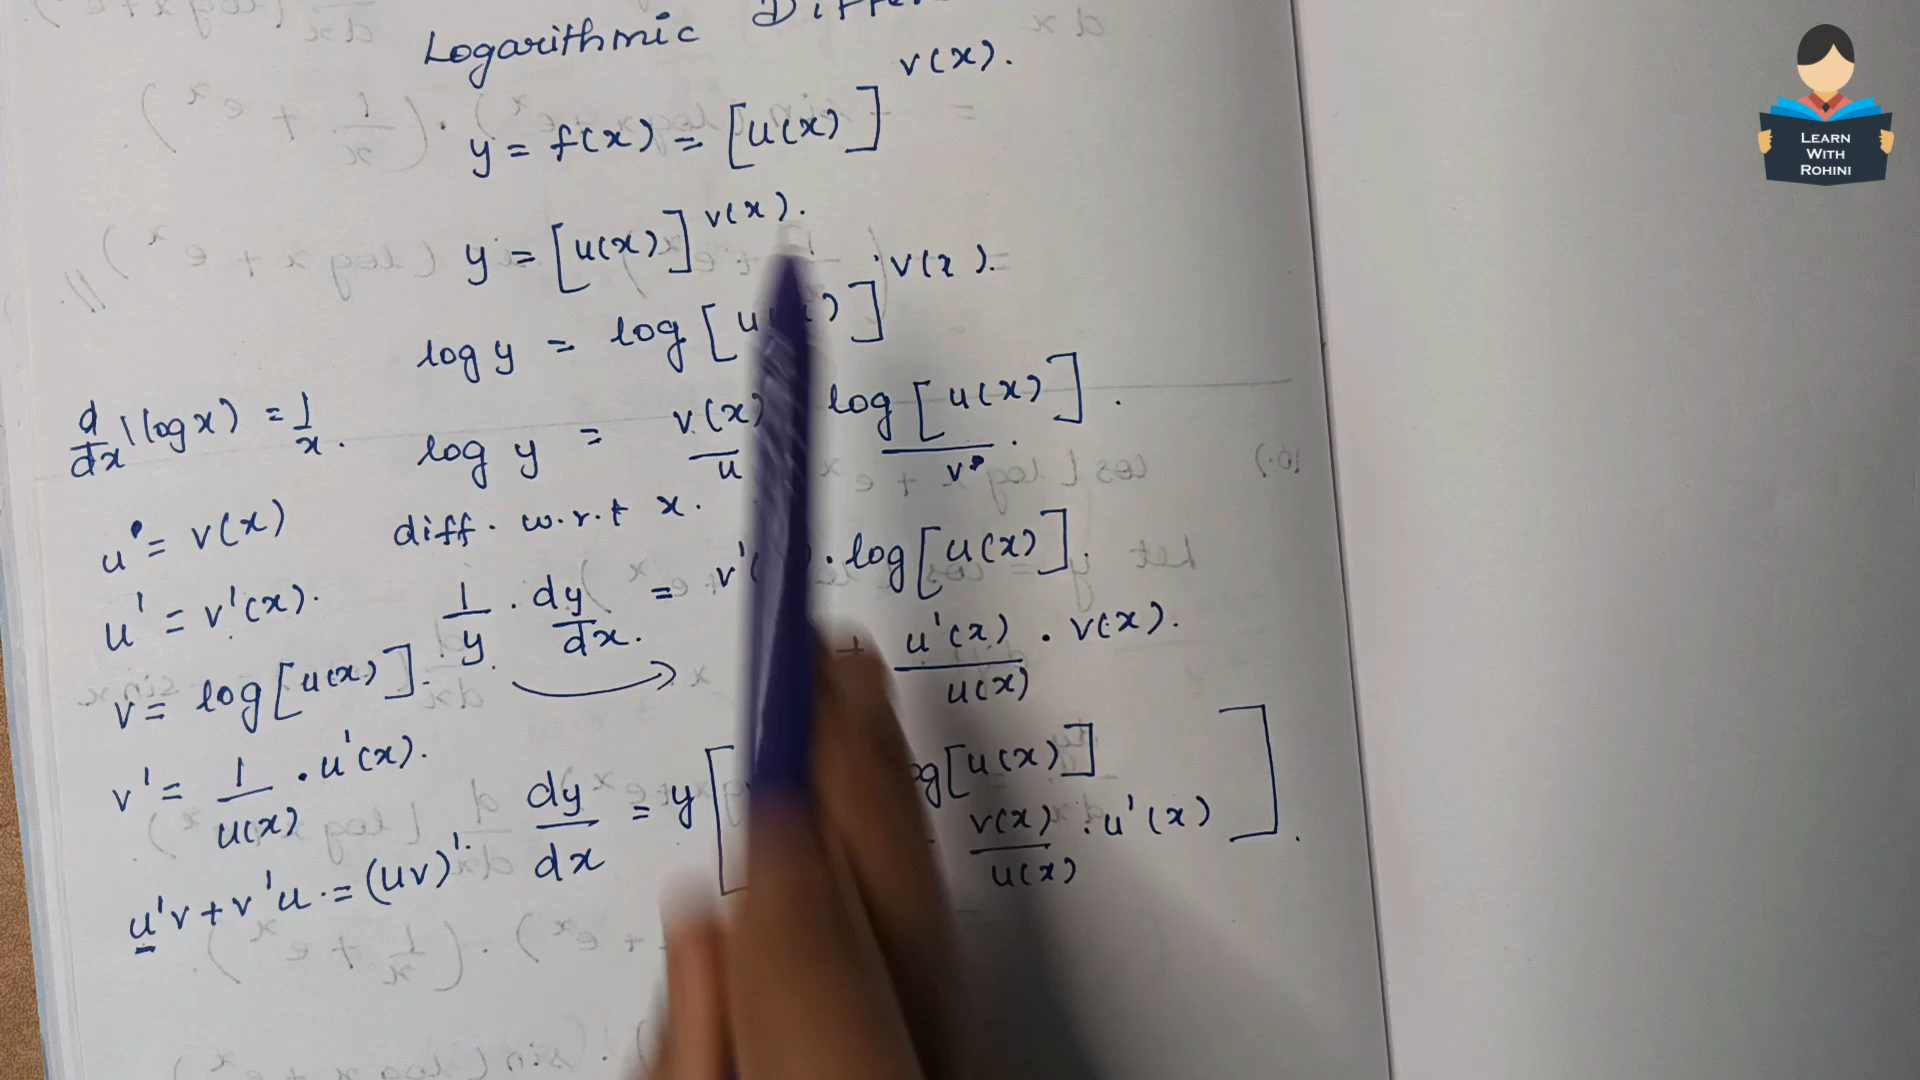 Logarithmic
y = f(x) = [u(x)]^v(x).
y = [u(x)]^v(x).
log y = log [u )]^v(x).
d/dx (log x) = 1/x.
log y = v(x) log [u(x)].
u v
u = v(x)
diff. w.r.t x.
u' = v'(x).
1/y . dy/dx. = v'( ) . log [u(x)].
+ u'(x)/u(x) . v(x).
v = log [u(x)].
v' = 1/u(x) . u'(x).
dy/dx = y [ [u(x)]
v(x)/u(x) . u'(x) ].
u'v + v'u . = (uv)'.
LEARN
WITH
ROHINI